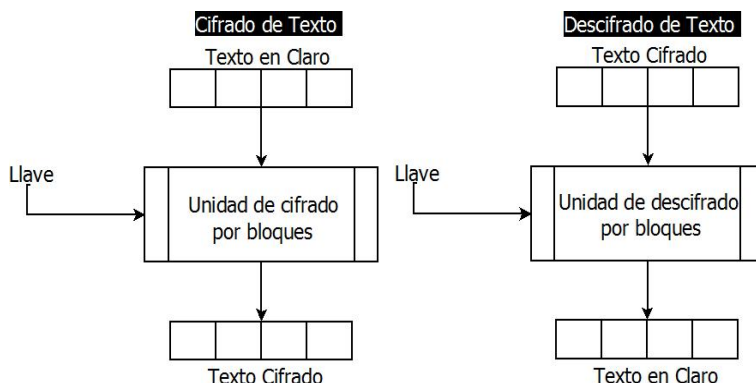 Cifrado de Texto
Texto en Claro
Llave
Unidad de cifrado
por bloques
Texto Cifrado
Descifrado de Texto
Texto Cifrado
Llave
Unidad de descifrado
por bloques
Texto en Claro